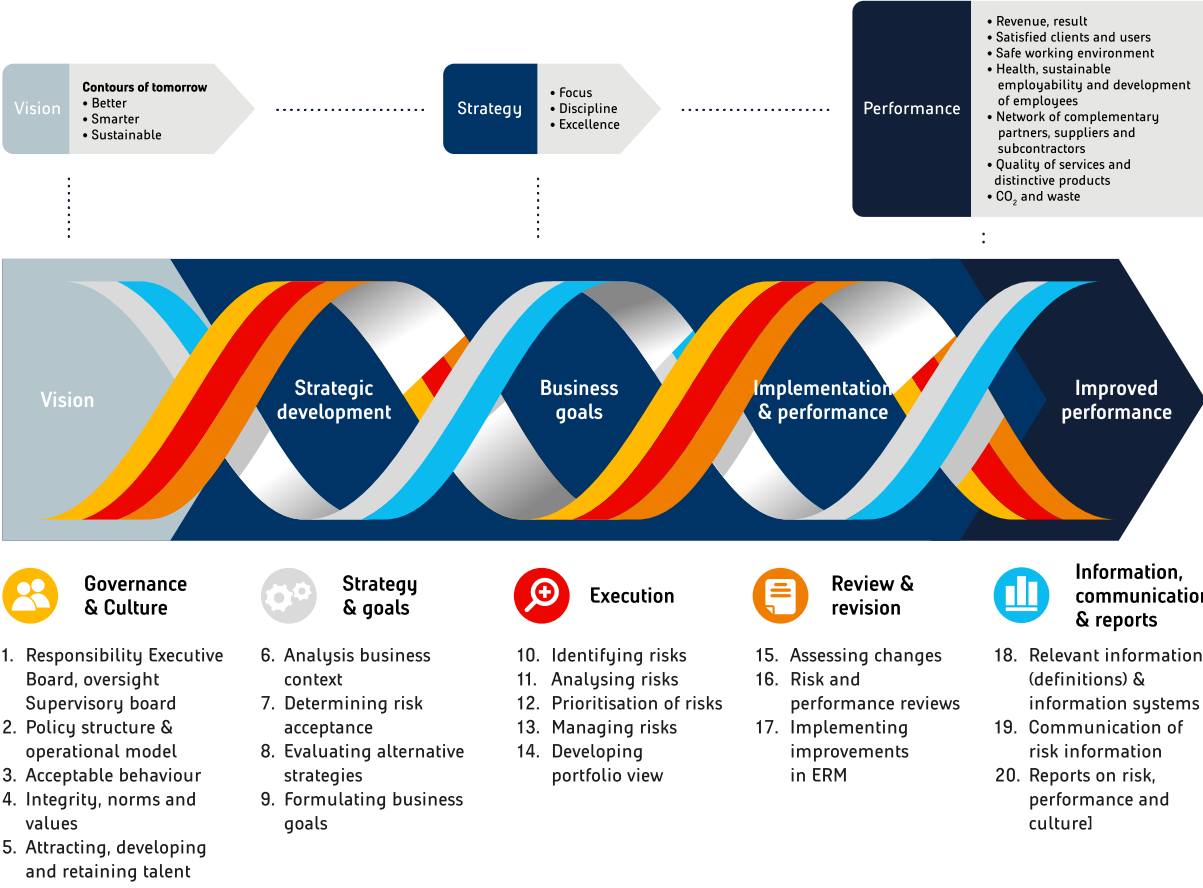 Vision
Contours of tomorrow
• Better
• Smarter
• Sustainable
Strategy
• Focus
• Discipline
• Excellence
Performance
• Revenue, result
• Satisfied clients and users
• Safe working environment
• Health, sustainable
employability and development
of employees
• Network of complementary
partners, suppliers and
subcontractors
• Quality of services and
distinctive products
• CO₂ and waste
Vision
Strategic
development
Business
goals
Implementation
& performance
Improved
performance
Governance
& Culture
1. Responsibility Executive
Board, oversight
Supervisory board
2. Policy structure &
operational model
3. Acceptable behaviour
4. Integrity, norms and
values
5. Attracting, developing
and retaining talent
Strategy
& goals
6. Analysis business
context
7. Determining risk
acceptance
8. Evaluating alternative
strategies
9. Formulating business
goals
Execution
10. Identifying risks
11. Analysing risks
12. Prioritisation of risks
13. Managing risks
14. Developing
portfolio view
Review &
revision
15. Assessing changes
16. Risk and
performance reviews
17. Implementing
improvements
in ERM
Information,
communication
& reports
18. Relevant information
(definitions) &
information systems
19. Communication of
risk information
20. Reports on risk,
performance and
culture]